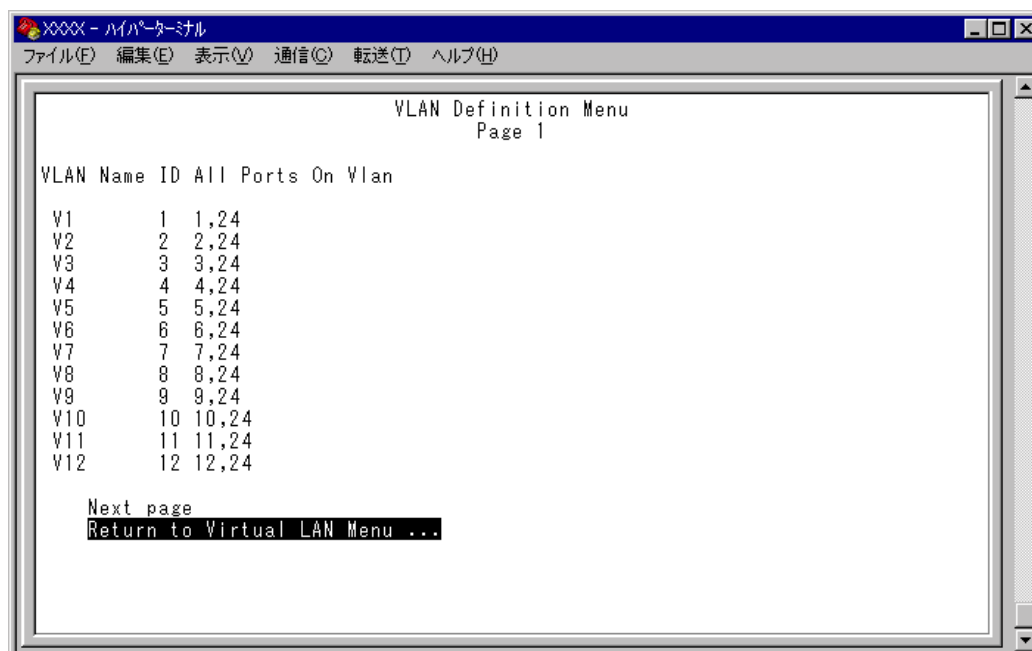 XXXX - ﾊｲﾊﾟｰﾀｰﾐﾅﾙ
ファイル(F) 編集(E) 表示(V) 通信(C) 転送(T) ヘルプ(H)
VLAN Definition Menu
Page 1
VLAN Name ID All Ports On Vlan
V1 1 1,24
V2 2 2,24
V3 3 3,24
V4 4 4,24
V5 5 5,24
V6 6 6,24
V7 7 7,24
V8 8 8,24
V9 9 9,24
V10 10 10,24
V11 11 11,24
V12 12 12,24
Next page
Return to Virtual LAN Menu ...